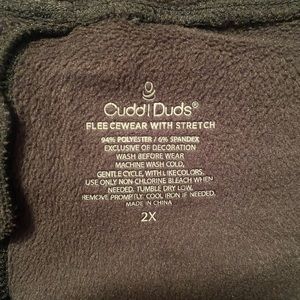 Cuddl Duds®
FLEECEWEAR WITH STRETCH
94% POLYESTER / 6% SPANDEX
EXCLUSIVE OF DECORATION
WASH BEFORE WEAR
MACHINE WASH COLD,
GENTLE CYCLE, WITH LIKE COLORS.
USE ONLY NON-CHLORINE BLEACH WHEN
NEEDED. TUMBLE DRY LOW.
REMOVE PROMPTLY. COOL IRON IF NEEDED.
MADE IN CHINA
2X